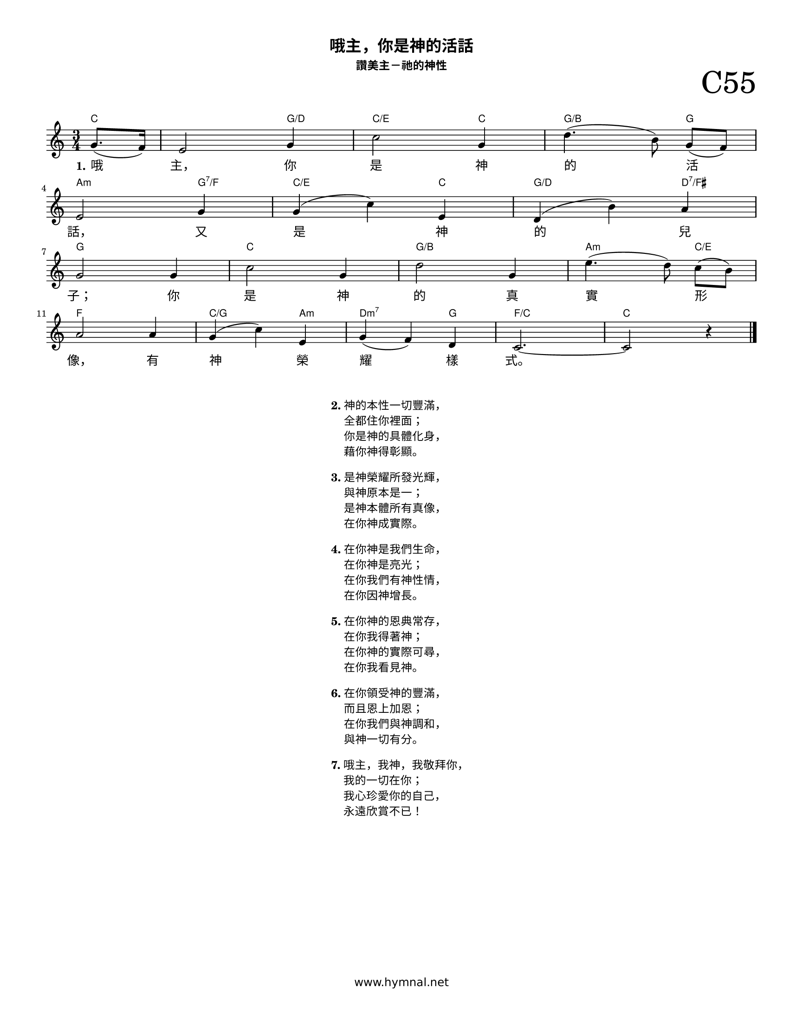 哦主，你是神的活話
讚美主－祂的神性
C55
C G/D C/E C G/B G
3 4
1. 哦 主， 你 是 神 的 活
4 Am G7/F C/E C G/D D7/F♯
話， 又 是 神 的 兒
7 G C G/B Am C/E
子； 你 是 神 的 真 實 形
11 F C/G Am Dm7 G F/C C
像， 有 神 榮 耀 樣 式。
2. 神的本性一切豐滿，
全都住你裡面；
你是神的具體化身，
藉你神得彰顯。
3. 是神榮耀所發光輝，
與神原本是一；
是神本體所有真像，
在你神成實際。
4. 在你神是我們生命，
在你神是亮光；
在你我們有神性情，
在你因神增長。
5. 在你神的恩典常存，
在你我得著神；
在你神的實際可尋，
在你我看見神。
6. 在你領受神的豐滿，
而且恩上加恩；
在你我們與神調和，
與神一切有分。
7. 哦主，我神，我敬拜你，
我的一切在你；
我心珍愛你的自己，
永遠欣賞不已！
www.hymnal.net